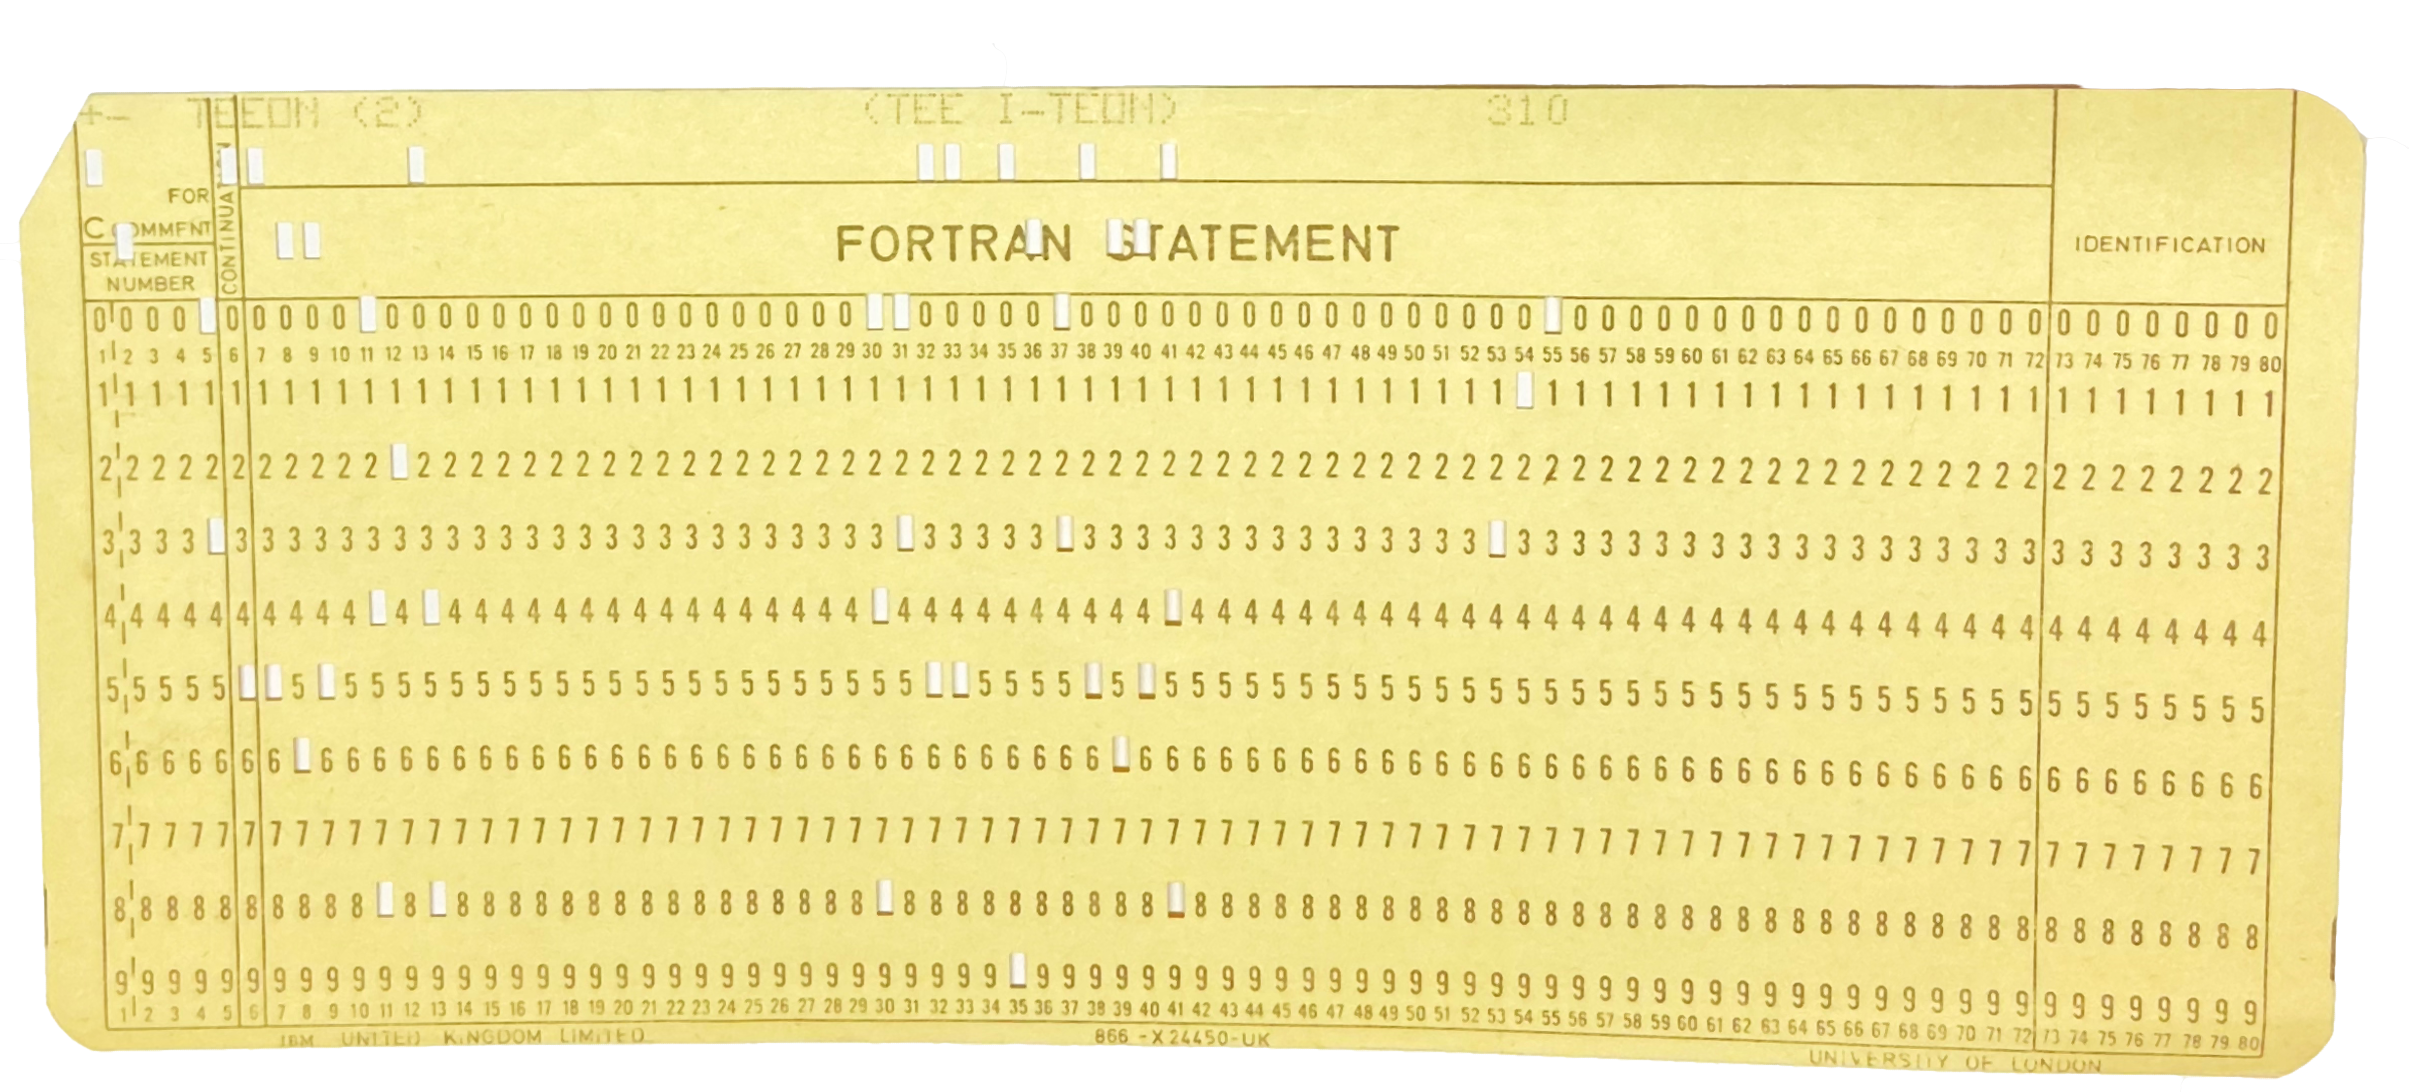 +- TEEON (2) (TEE I-TEON) 310
FOR
C COMMENT
STATEMENT
NUMBER
CONTINUATION
FORTRAN STATEMENT
IDENTIFICATION
0 0 0 0 0 0 0 0 0 0 0 0 0 0 0 0 0 0 0 0 0 0 0 0 0 0 0 0 0 0 0 0 0 0 0 0 0 0 0 0 0 0 0 0 0 0 0 0 0 0 0 0 0 0 0 0 0 0 0 0 0 0 0 0 0 0 0 0 0 0 0 0 0 0
1 2 3 4 5 6 7 8 9 10 11 12 13 14 15 16 17 18 19 20 21 22 23 24 25 26 27 28 29 30 31 32 33 34 35 36 37 38 39 40 41 42 43 44 45 46 47 48 49 50 51 52 53 54 55 56 57 58 59 60 61 62 63 64 65 66 67 68 69 70 71 72 73 74 75 76 77 78 79 80
1 1 1 1 1 1 1 1 1 1 1 1 1 1 1 1 1 1 1 1 1 1 1 1 1 1 1 1 1 1 1 1 1 1 1 1 1 1 1 1 1 1 1 1 1 1 1 1 1 1 1 1 1 1 1 1 1 1 1 1 1 1 1 1 1 1 1 1 1 1 1 1 1 1 1 1 1 1 1
2 2 2 2 2 2 2 2 2 2 2 2 2 2 2 2 2 2 2 2 2 2 2 2 2 2 2 2 2 2 2 2 2 2 2 2 2 2 2 2 2 2 2 2 2 2 2 2 2 2 2 2 2 2 2 2 2 2 2 2 2 2 2 2 2 2 2 2 2 2 2 2 2 2 2 2 2 2 2
3 3 3 3 3 3 3 3 3 3 3 3 3 3 3 3 3 3 3 3 3 3 3 3 3 3 3 3 3 3 3 3 3 3 3 3 3 3 3 3 3 3 3 3 3 3 3 3 3 3 3 3 3 3 3 3 3 3 3 3 3 3 3 3 3 3 3 3 3 3 3 3 3 3 3 3
4 4 4 4 4 4 4 4 4 4 4 4 4 4 4 4 4 4 4 4 4 4 4 4 4 4 4 4 4 4 4 4 4 4 4 4 4 4 4 4 4 4 4 4 4 4 4 4 4 4 4 4 4 4 4 4 4 4 4 4 4 4 4 4 4 4 4 4 4 4 4 4 4 4 4 4
5 5 5 5 5 5 5 5 5 5 5 5 5 5 5 5 5 5 5 5 5 5 5 5 5 5 5 5 5 5 5 5 5 5 5 5 5 5 5 5 5 5 5 5 5 5 5 5 5 5 5 5 5 5 5 5 5 5 5 5 5 5 5 5 5 5 5 5 5 5 5 5 5
6 6 6 6 6 6 6 6 6 6 6 6 6 6 6 6 6 6 6 6 6 6 6 6 6 6 6 6 6 6 6 6 6 6 6 6 6 6 6 6 6 6 6 6 6 6 6 6 6 6 6 6 6 6 6 6 6 6 6 6 6 6 6 6 6 6 6 6 6 6 6 6 6 6 6 6 6 6
7 7 7 7 7 7 7 7 7 7 7 7 7 7 7 7 7 7 7 7 7 7 7 7 7 7 7 7 7 7 7 7 7 7 7 7 7 7 7 7 7 7 7 7 7 7 7 7 7 7 7 7 7 7 7 7 7 7 7 7 7 7 7 7 7 7 7 7 7 7 7 7 7 7 7 7 7 7 7 7
8 8 8 8 8 8 8 8 8 8 8 8 8 8 8 8 8 8 8 8 8 8 8 8 8 8 8 8 8 8 8 8 8 8 8 8 8 8 8 8 8 8 8 8 8 8 8 8 8 8 8 8 8 8 8 8 8 8 8 8 8 8 8 8 8 8 8 8 8 8 8 8 8 8 8 8
9 9 9 9 9 9 9 9 9 9 9 9 9 9 9 9 9 9 9 9 9 9 9 9 9 9 9 9 9 9 9 9 9 9 9 9 9 9 9 9 9 9 9 9 9 9 9 9 9 9 9 9 9 9 9 9 9 9 9 9 9 9 9 9 9 9 9 9 9 9 9 9 9 9 9 9 9 9 9
1 2 3 4 5 6 7 8 9 10 11 12 13 14 15 16 17 18 19 20 21 22 23 24 25 26 27 28 29 30 31 32 33 34 35 36 37 38 39 40 41 42 43 44 45 46 47 48 49 50 51 52 53 54 55 56 57 58 59 60 61 62 63 64 65 66 67 68 69 70 71 72 73 74 75 76 77 78 79 80
IBM UNITED KINGDOM LIMITED 866-X24450-UK
UNIVERSITY OF LONDON